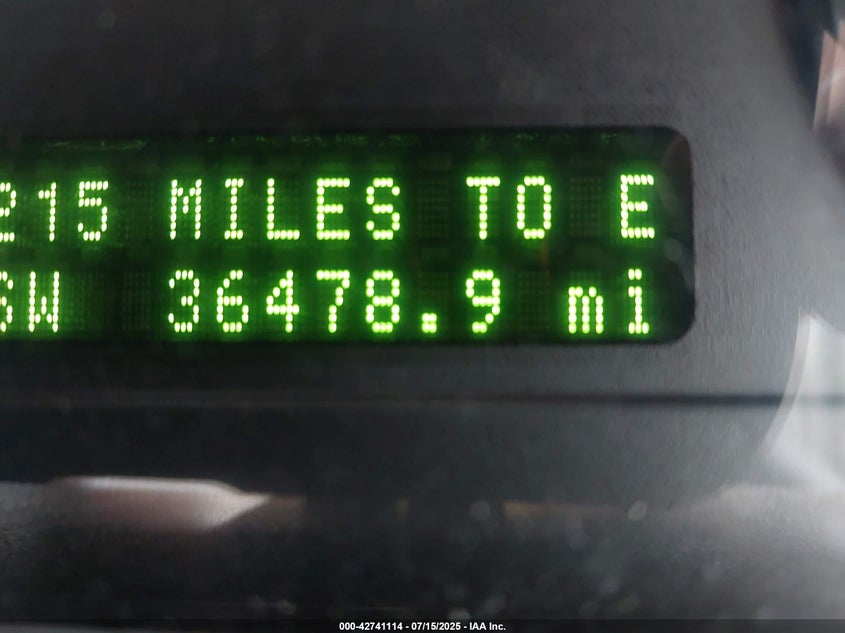 215 MILES TO E
SW 36478.9 mi
000-42741114 - 07/15/2025 - IAA Inc.